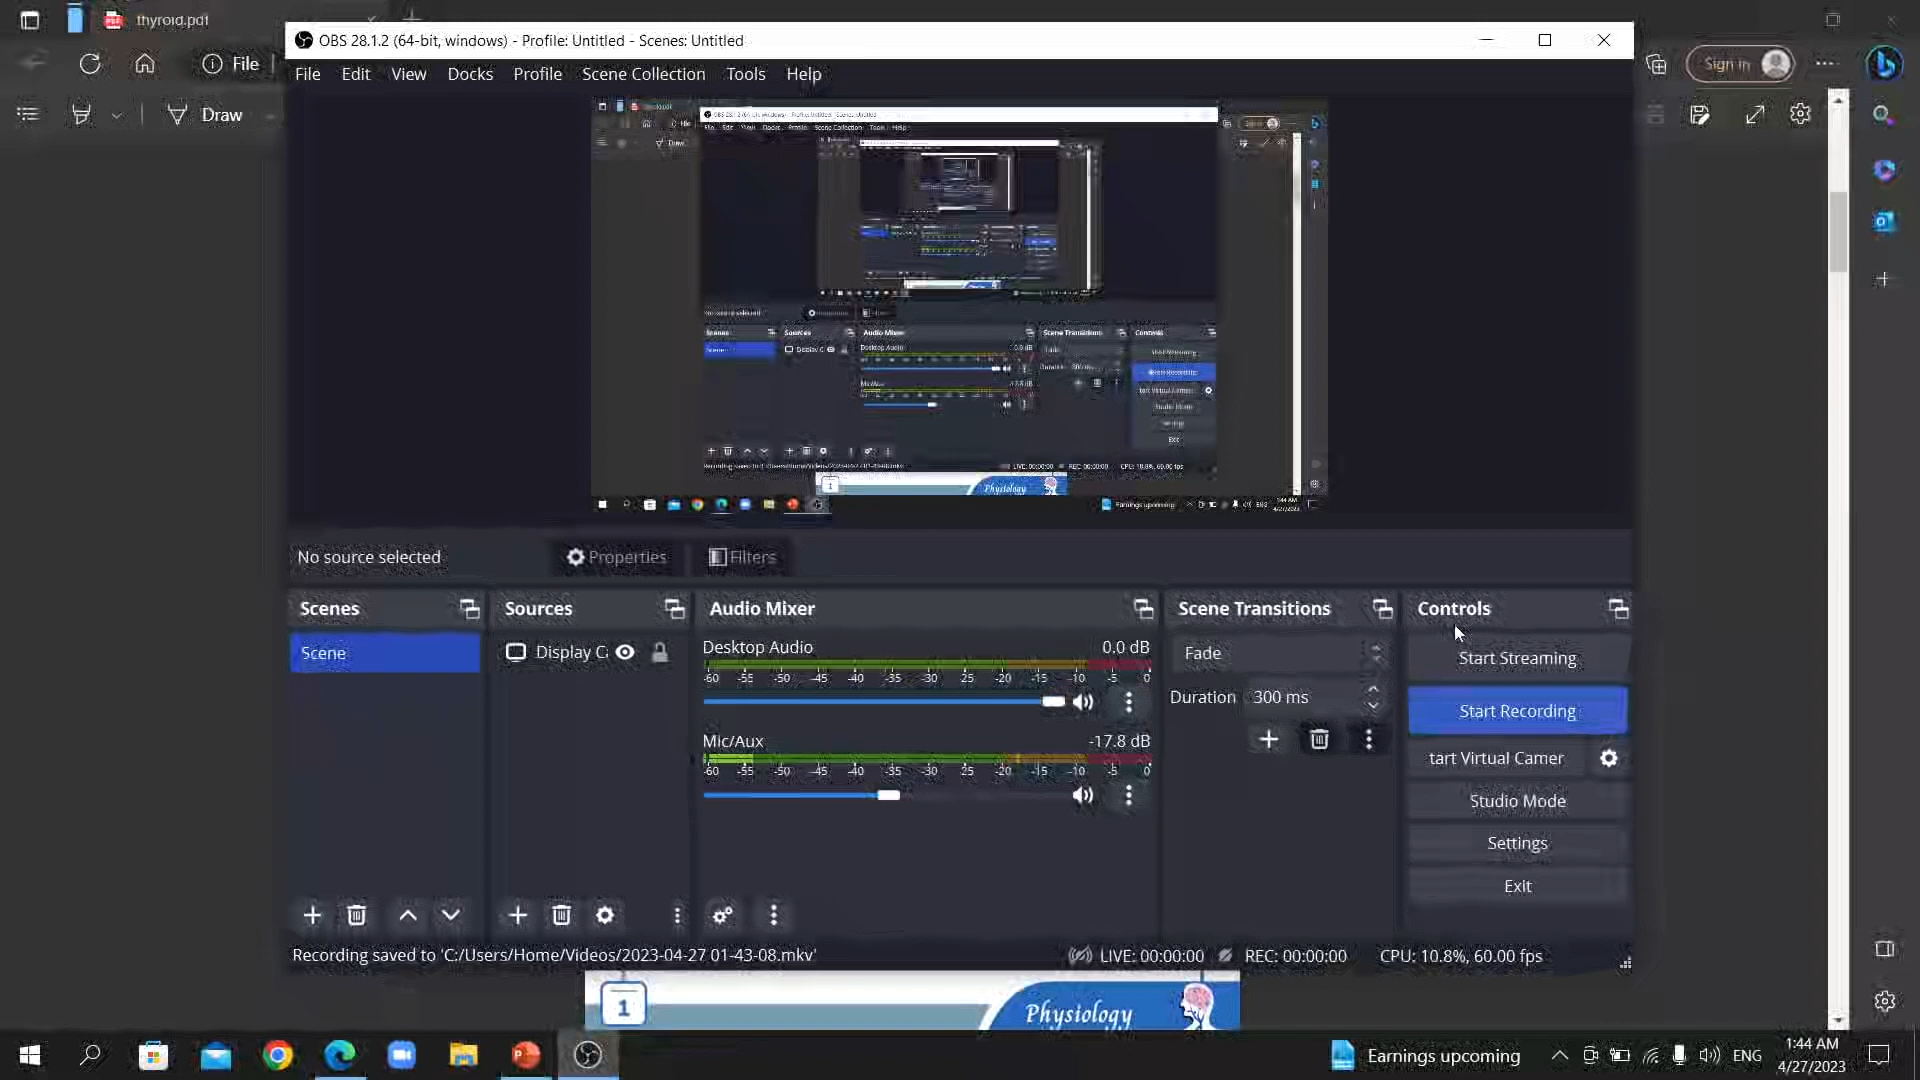 thyroid.pdf
OBS 28.1.2 (64-bit, windows) - Profile: Untitled - Scenes: Untitled
File
Sign in
File Edit View Docks Profile Scene Collection Tools Help
Draw
Physiology
Earnings upcoming
No source selected
Properties
Filters
Scenes
Sources
Audio Mixer
Scene Transitions
Controls
Scene
Display Ca
Desktop Audio 0.0 dB
-60 -55 -50 -45 -40 -35 -30 25 -20 -15 -10 -5 0
Mic/Aux -17.8 dB
-60 -55 -50 -45 -40 -35 -30 25 -20 -15 -10 -5 0
Fade
Duration 300 ms
Start Streaming
Start Recording
tart Virtual Camer
Studio Mode
Settings
Exit
Recording saved to 'C:/Users/Home/Videos/2023-04-27 01-43-08.mkv'
LIVE: 00:00:00
REC: 00:00:00
CPU: 10.8%, 60.00 fps
1
Physiology
Earnings upcoming
ENG
1:44 AM
4/27/2023